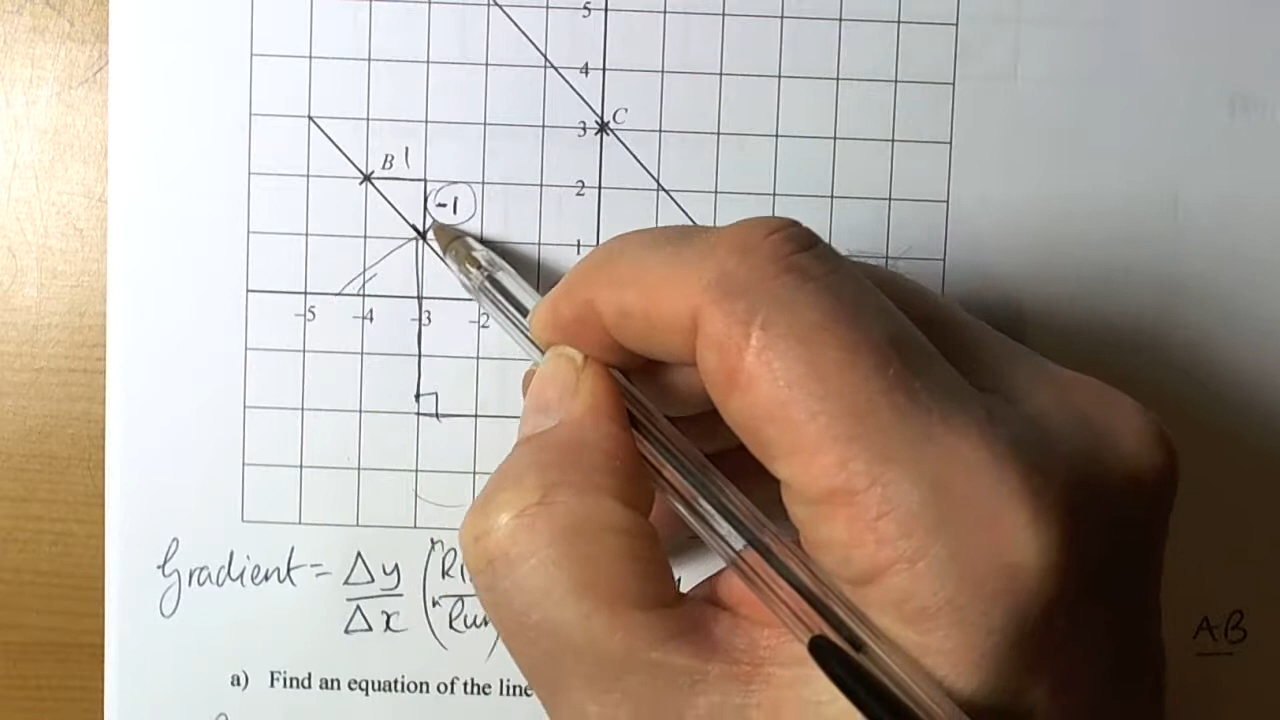 5
4
C
3
B 1
2
-1
1
-5 -4 -3 -2
Gradient = Δy
Δx
AB
a) Find an equation of the line